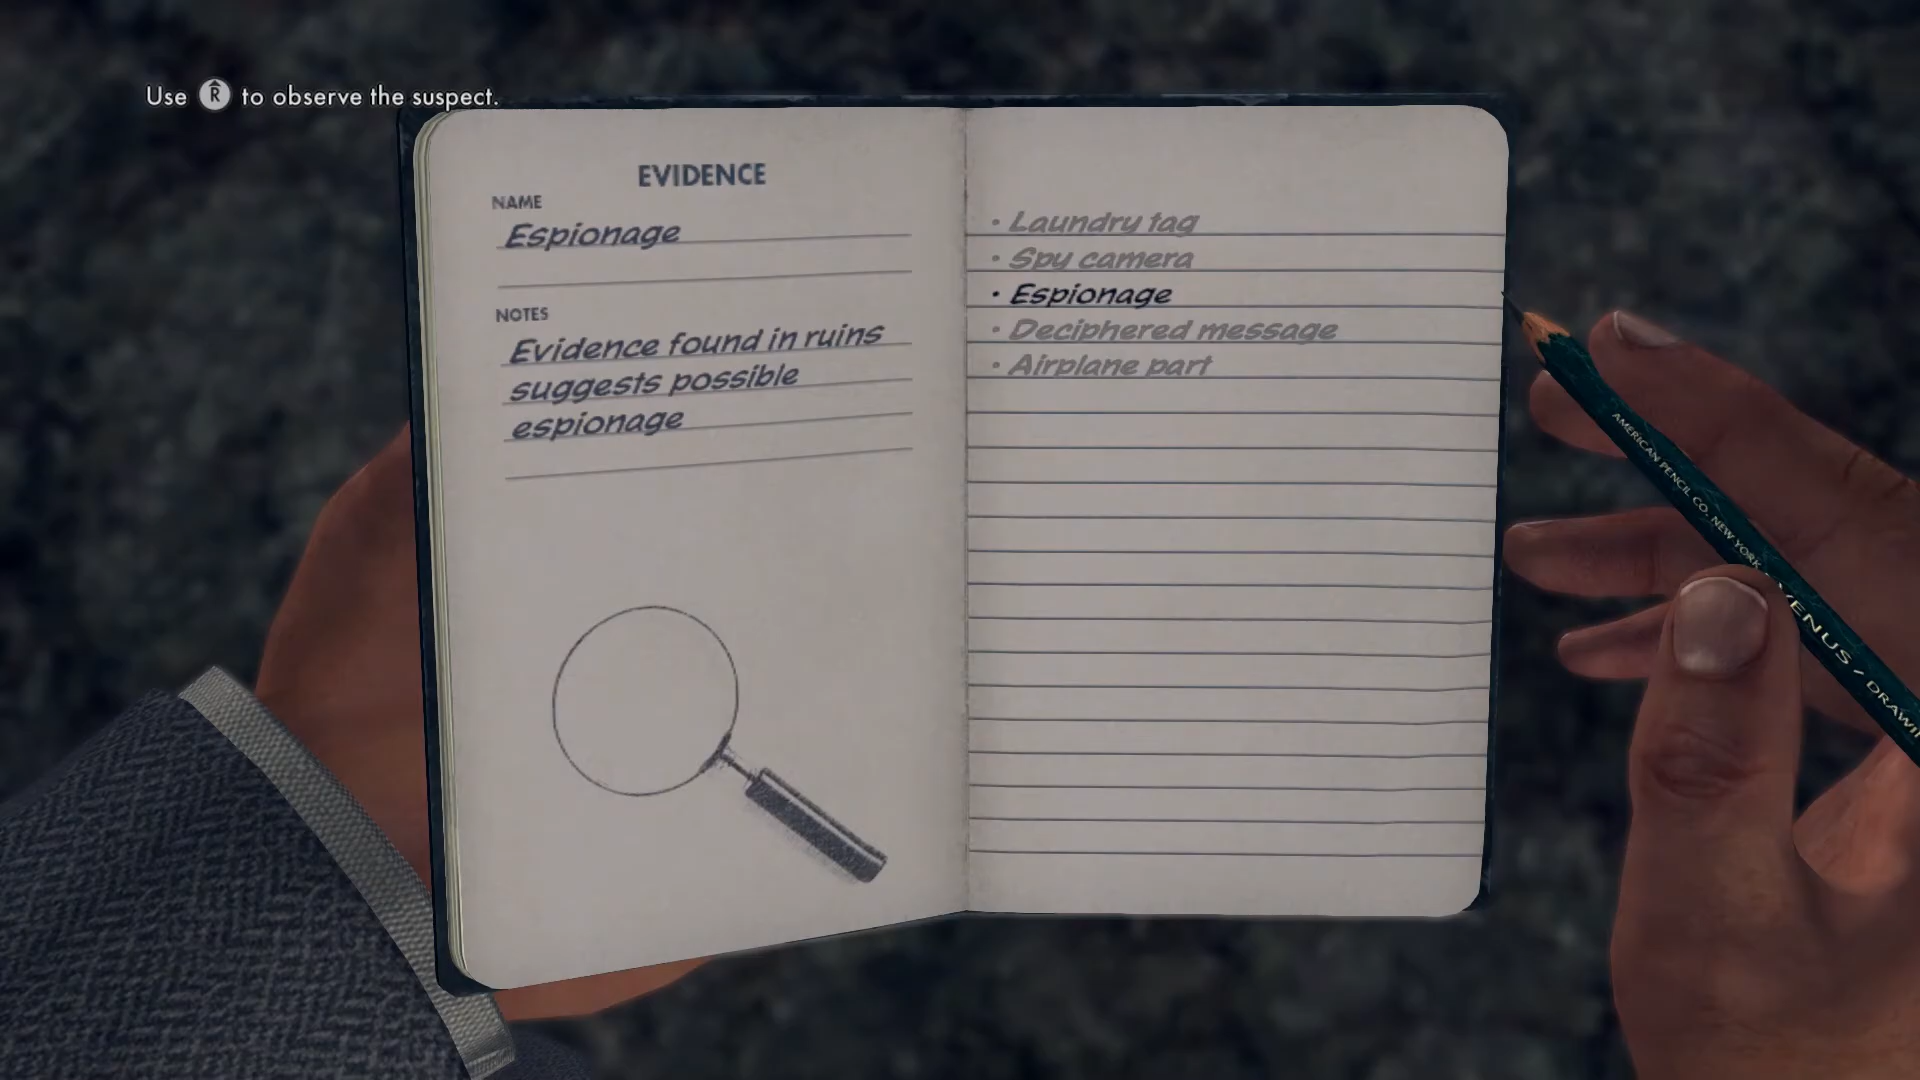 Use R to observe the suspect.
EVIDENCE
NAME
Espionage
NOTES
Evidence found in ruins
suggests possible
espionage
• Laundry tag
• Spy camera
• Espionage
• Deciphered message
• Airplane part
AMERICAN PENCIL CO. NEW YORK
VENUS / DRAWI